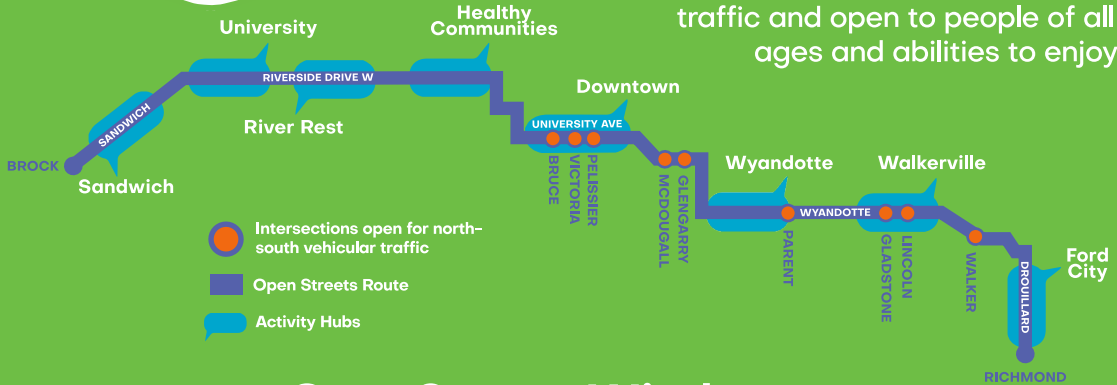 traffic and open to people of all
ages and abilities to enjoy
University
Healthy
Communities
RIVERSIDE DRIVE W
River Rest
SANDWICH
BROCK
Sandwich
Downtown
UNIVERSITY AVE
BRUCE
VICTORIA
PELISSIER
MCDOUGALL
GLENGARRY
Wyandotte
Walkerville
WYANDOTTE
PARENT
GLADSTONE
LINCOLN
WALKER
Ford
City
DROUILLARD
RICHMOND
Intersections open for north-
south vehicular traffic
Open Streets Route
Activity Hubs